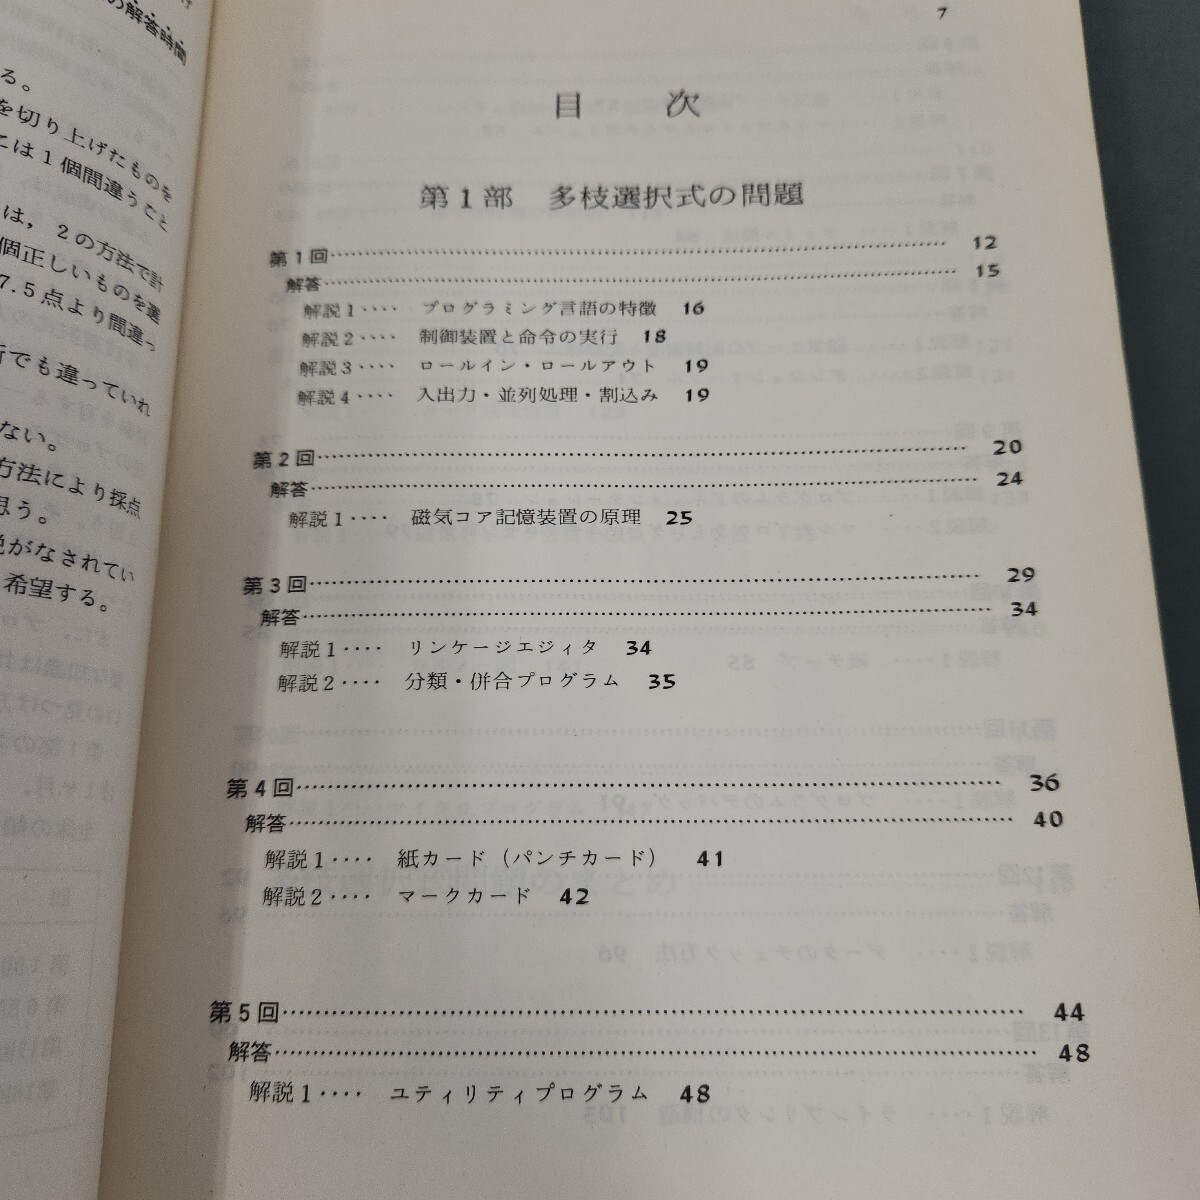 の解答時間
る。
を切り上げたものを
こは1個間違うこと
は，2の方法で計
個正しいものを選
7.5点より間違っ
でも違っていれ
ない。
方法により採点
思う。
がなされてい
希望する。
7
目 次
第1部 多枝選択式の問題
第1回 12
解答 15
解説1‥‥ プログラミング言語の特徴 16
解説2‥‥ 制御装置と命令の実行 18
解説3‥‥ ロールイン・ロールアウト 19
解説4‥‥ 入出力・並列処理・割込み 19
第2回 20
解答 24
解説1‥‥ 磁気コア記憶装置の原理 25
第3回 29
解答 34
解説1‥‥ リンケージエジィタ 34
解説2‥‥ 分類・併合プログラム 35
第4回 36
解答 40
解説1‥‥ 紙カード（パンチカード） 41
解説2‥‥ マークカード 42
第5回 44
解答 48
解説1‥‥ ユティリティプログラム 48